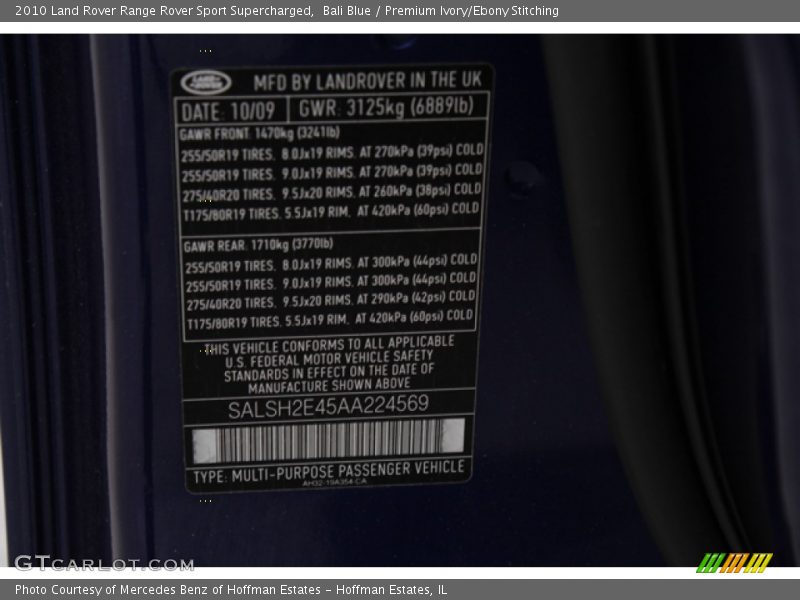 2010 Land Rover Range Rover Sport Supercharged,  Bali Blue / Premium Ivory/Ebony Stitching
LAND ROVER
MFD BY LANDROVER IN THE UK
DATE: 10/09
GWR: 3125kg (6889lb)
GAWR FRONT. 1470kg (3241lb)
255/50R19 TIRES. 8.0Jx19 RIMS. AT 270kPa (39psi) COLD
255/50R19 TIRES. 9.0Jx19 RIMS. AT 270kPa (39psi) COLD
275/40R20 TIRES. 9.5Jx20 RIMS. AT 260kPa (38psi) COLD
T175/80R19 TIRES. 5.5Jx19 RIM. AT 420kPa (60psi) COLD
GAWR REAR. 1710kg (3770lb)
255/50R19 TIRES. 8.0Jx19 RIMS. AT 300kPa (44psi) COLD
255/50R19 TIRES. 9.0Jx19 RIMS. AT 300kPa (44psi) COLD
275/40R20 TIRES. 9.5Jx20 RIMS. AT 290kPa (42psi) COLD
T175/80R19 TIRES. 5.5Jx19 RIM. AT 420kPa (60psi) COLD
THIS VEHICLE CONFORMS TO ALL APPLICABLE
U.S. FEDERAL MOTOR VEHICLE SAFETY
STANDARDS IN EFFECT ON THE DATE OF
MANUFACTURE SHOWN ABOVE
SALSH2E45AA224569
TYPE: MULTI-PURPOSE PASSENGER VEHICLE
AH32-19A354-CA
GTCARLOT.COM
Photo Courtesy of Mercedes Benz of Hoffman Estates - Hoffman Estates, IL